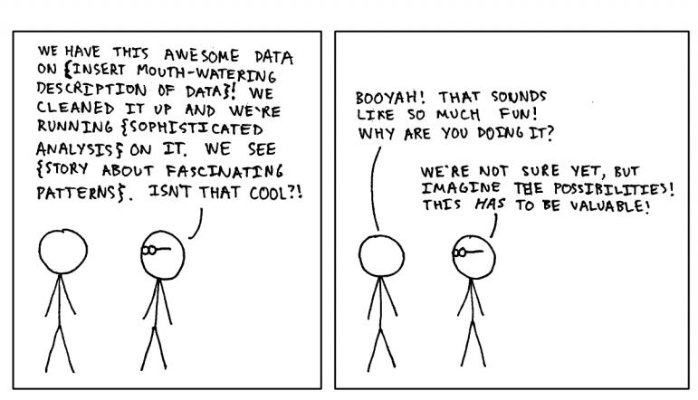 WE HAVE THIS AWESOME DATA
ON {INSERT MOUTH-WATERING
DESCRIPTION OF DATA}! WE
CLEANED IT UP AND WE'RE
RUNNING {SOPHISTICATED
ANALYSIS} ON IT. WE SEE
{STORY ABOUT FASCINATING
PATTERNS}. ISN'T THAT COOL?!
BOOYAH! THAT SOUNDS
LIKE SO MUCH FUN!
WHY ARE YOU DOING IT?
WE'RE NOT SURE YET, BUT
IMAGINE THE POSSIBILITIES!
THIS HAS TO BE VALUABLE!